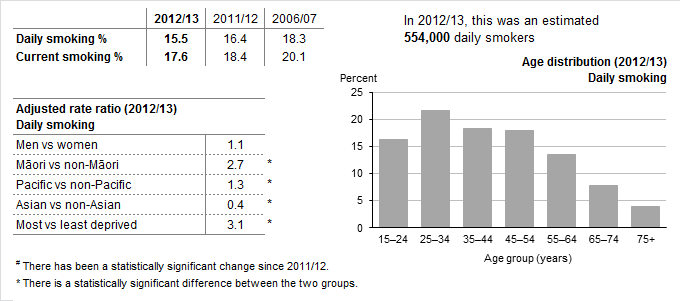 2012/13 2011/12 2006/07
Daily smoking % 15.5 16.4 18.3
Current smoking % 17.6 18.4 20.1
In 2012/13, this was an estimated
554,000 daily smokers
Adjusted rate ratio (2012/13)
Daily smoking
Men vs women 1.1
Māori vs non-Māori 2.7 *
Pacific vs non-Pacific 1.3 *
Asian vs non-Asian 0.4 *
Most vs least deprived 3.1 *
Age distribution (2012/13)
Daily smoking
Percent
25
20
15
10
5
0
15–24 25–34 35–44 45–54 55–64 65–74 75+
Age group (years)
# There has been a statistically significant change since 2011/12.
* There is a statistically significant difference between the two groups.